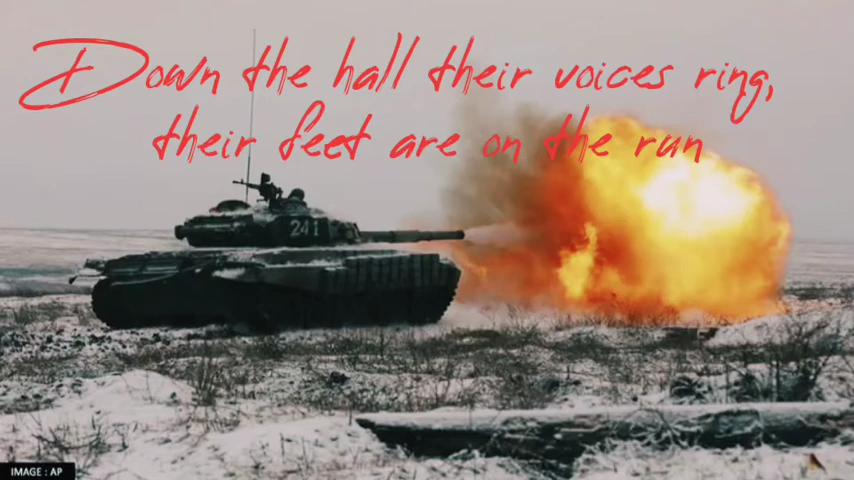 Down the hall their voices ring,
their feet are on the run
241
IMAGE : AP